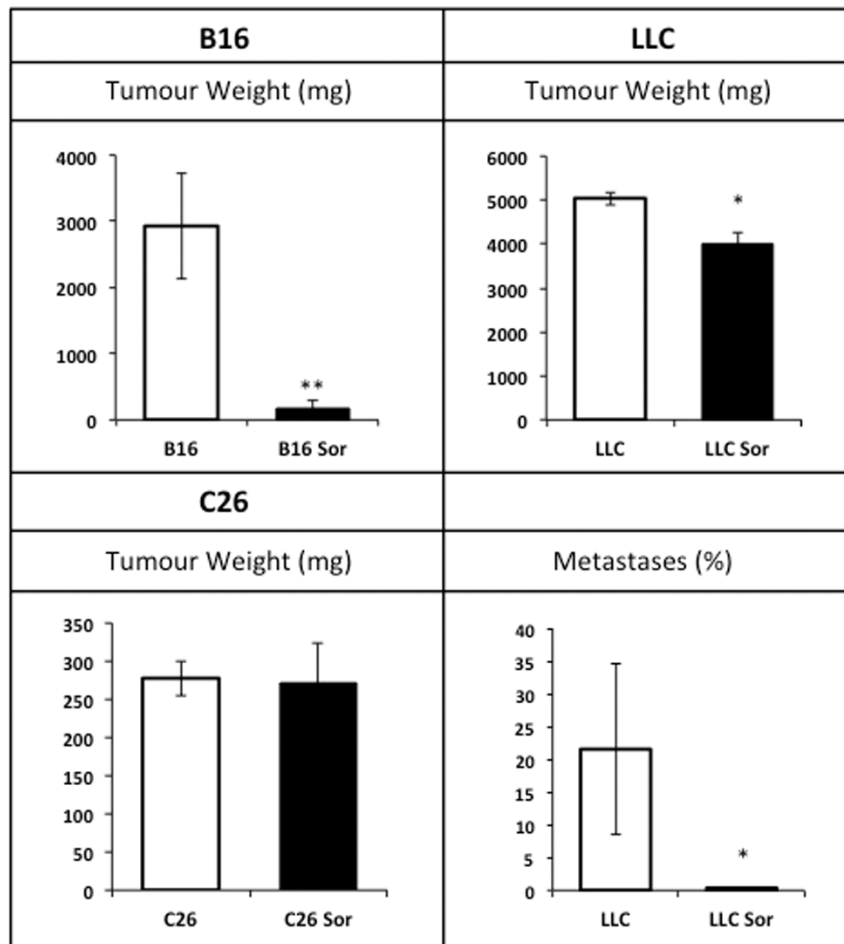 B16
Tumour Weight (mg)
4000
3000
2000
1000
0
**
B16
B16 Sor
LLC
Tumour Weight (mg)
6000
5000
4000
3000
2000
1000
0
*
LLC
LLC Sor
C26
Tumour Weight (mg)
350
300
250
200
150
100
50
0
C26
C26 Sor
Metastases (%)
40
35
30
25
20
15
10
5
0
*
LLC
LLC Sor